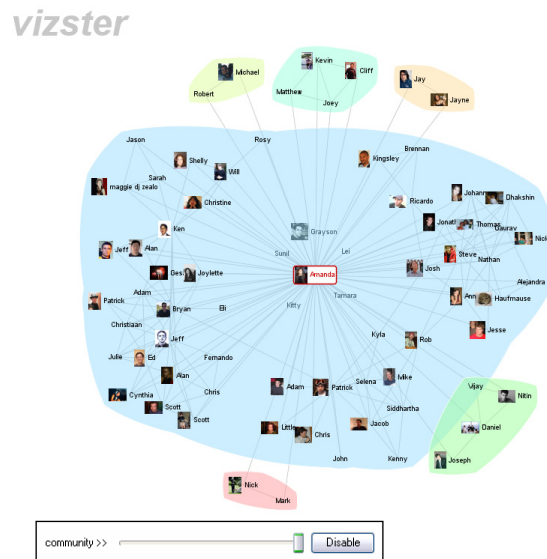 vizster
Kevin
Michael
Cliff
Jay
Robert
Matthew
Joey
Jayne
Jason
Rosy
Brennan
Shelly
Kingsley
Will
Sarah
maggie dj zealo
Christine
Ricardo
Johann
Dhakshin
Jonat
Thomas
Gaurav
Ken
Grayson
Nick
Jeff
Alan
Sunil
Lei
Steve
Nathan
Gesi
Joylette
Amanda
Josh
Alejandra
Patrick
Adam
Bryan
Eli
Kitty
Tamara
Ann
Haufmause
Christiaan
Jeff
Kyla
Rob
Jesse
Julie
Ed
Fernando
Alan
Adam
Patrick
Selena
Mike
Vijay
Nitin
Cynthia
Chris
Scott
Siddhartha
Scott
Little
Chris
Jacob
Daniel
John
Kenny
Joseph
Nick
Mark
community >>
Disable